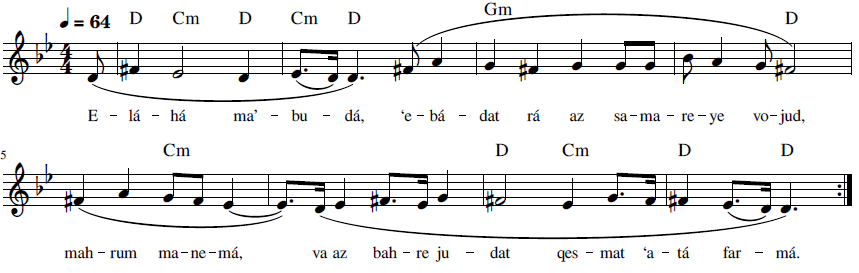 ♩ = 64 D Cm D Cm D Gm D
4/4
E – lá – há ma’ – bu – dá, ‘e – bá – dat rá az sa – ma – re – ye vo – jud,
5 Cm D Cm D D
mah – rum ma – ne – má, va az bah – re ju – dat qes – mat ‘a – tá far – má.